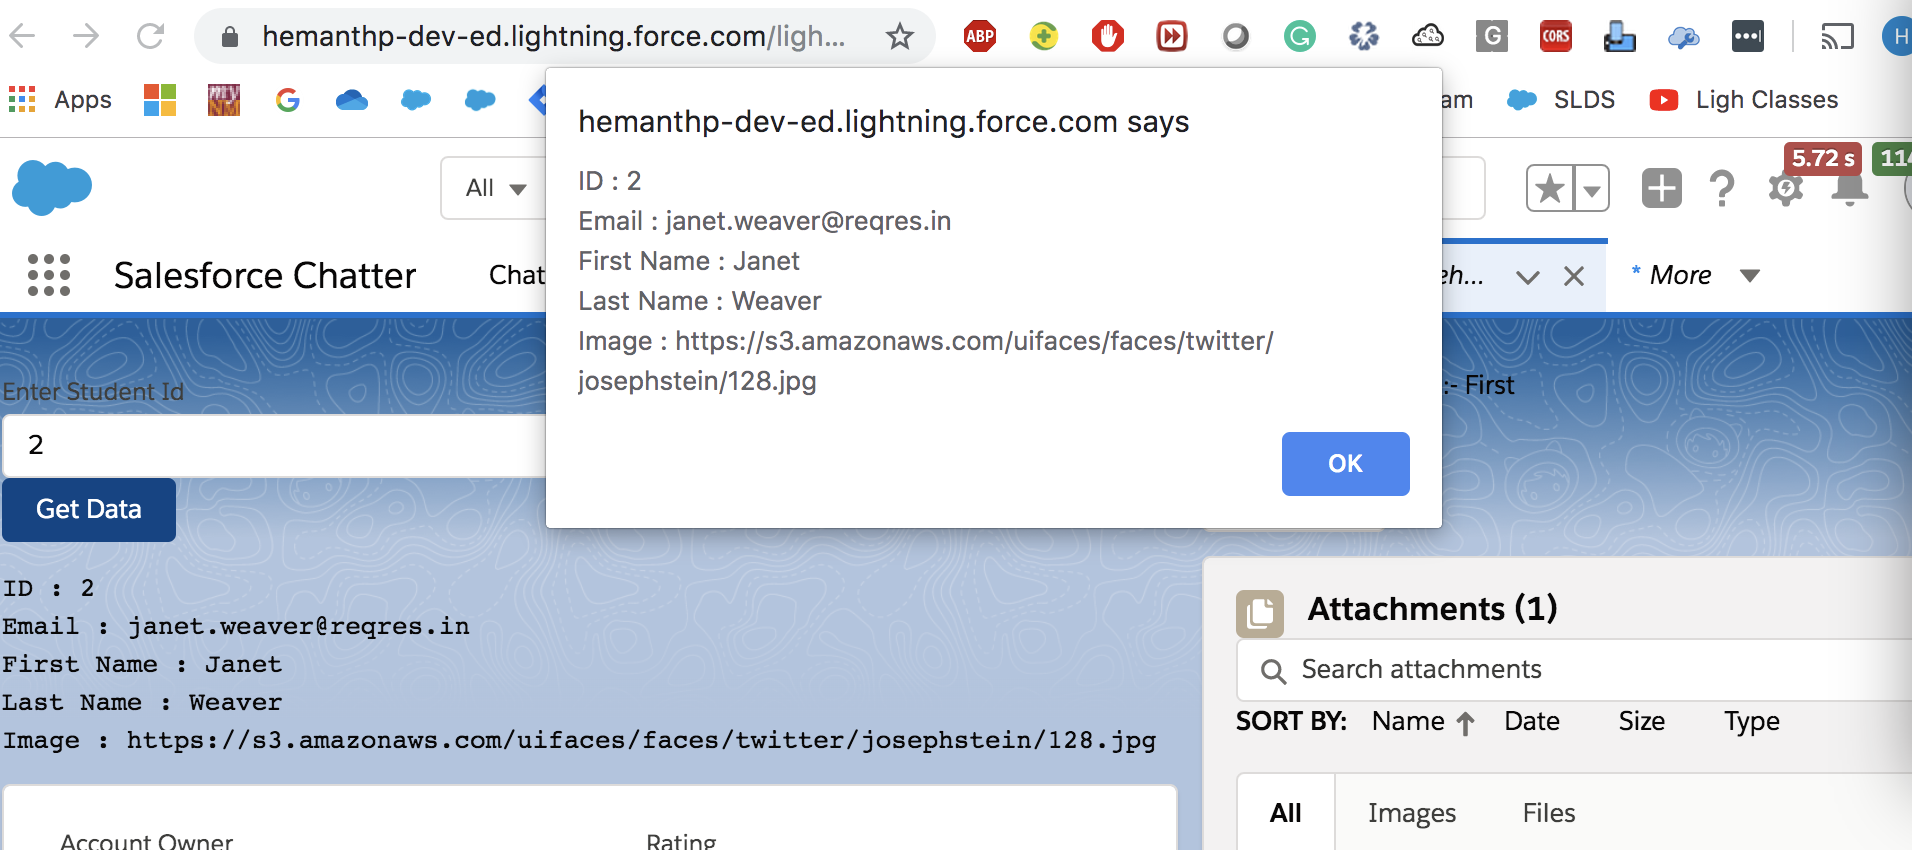 hemanthp-dev-ed.lightning.force.com/ligh...
ABP
G
CORS
H
Apps
am
SLDS
Ligh Classes
hemanthp-dev-ed.lightning.force.com says
ID : 2
Email : janet.weaver@reqres.in
First Name : Janet
Last Name : Weaver
Image : https://s3.amazonaws.com/uifaces/faces/twitter/
josephstein/128.jpg
OK
All
5.72 s
114
Salesforce Chatter
Chat
eh...
* More
Enter Student Id
2
Get Data
:- First
ID : 2
Email : janet.weaver@reqres.in
First Name : Janet
Last Name : Weaver
Image : https://s3.amazonaws.com/uifaces/faces/twitter/josephstein/128.jpg
Attachments (1)
Search attachments
SORT BY: Name Date Size Type
All Images Files
Account Owner
Rating